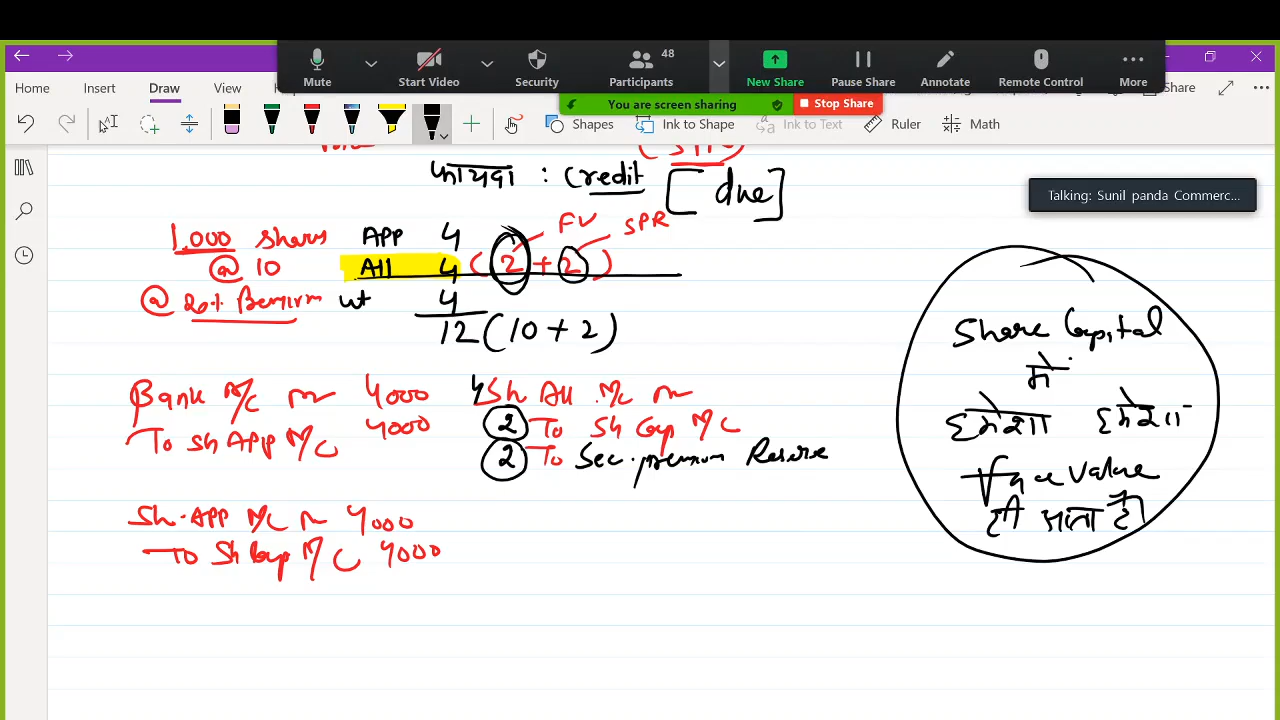 48
Mute Start Video Security Participants New Share Pause Share Annotate Remote Control More
You are screen sharing Stop Share
Home Insert Draw View Share
Shapes Ink to Shape Ink to Text Ruler Math
Talking: Sunil panda Commerc...
फायदा : Credit [ due ]
FV SPR
1,000 shares APP 4
@ 10 All 4 ( 2 + 2 )
@ 20% Premium 4
12 ( 10 + 2 )
Bank A/C Dr 4000
To Sh APP A/C 4000
Sh. APP A/C Dr 4000
To Sh Cap A/C 4000
4 Sh All A/C Dr
2 To Sh Cap A/C
2 To Sec. premium Reserve
Share Capital
में
हमेशा हमेशा
Face Value
ही आता है